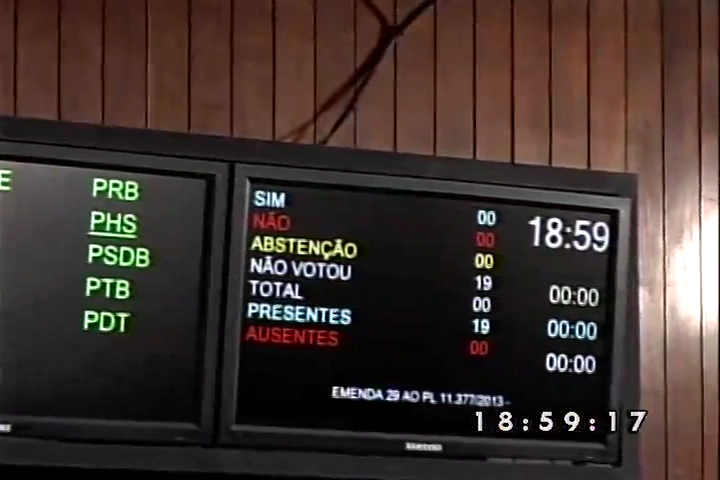 E
PRB
PHS
PSDB
PTB
PDT
SIM 00
NÃO 00
ABSTENÇÃO 00
NÃO VOTOU 19
TOTAL 00
PRESENTES 19
AUSENTES 00
18:59
00:00
00:00
00:00
EMENDA 29 AO PL 11.377/2013 -
18:59:17